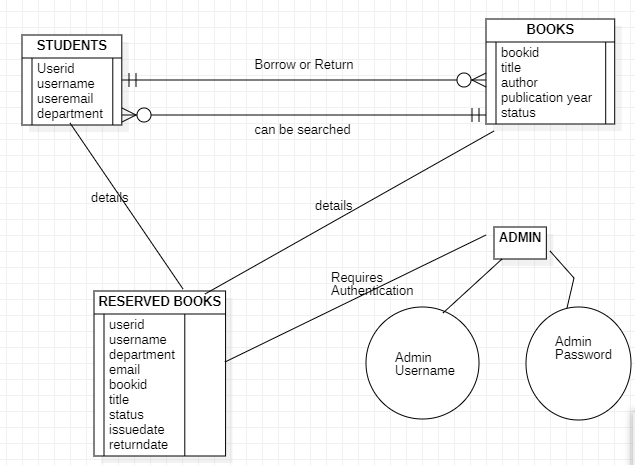 STUDENTS
Userid
username
useremail
department
Borrow or Return
can be searched
BOOKS
bookid
title
author
publication year
status
details
details
ADMIN
Requires
Authentication
RESERVED BOOKS
userid
username
department
email
bookid
title
status
issuedate
returndate
Admin
Username
Admin
Password